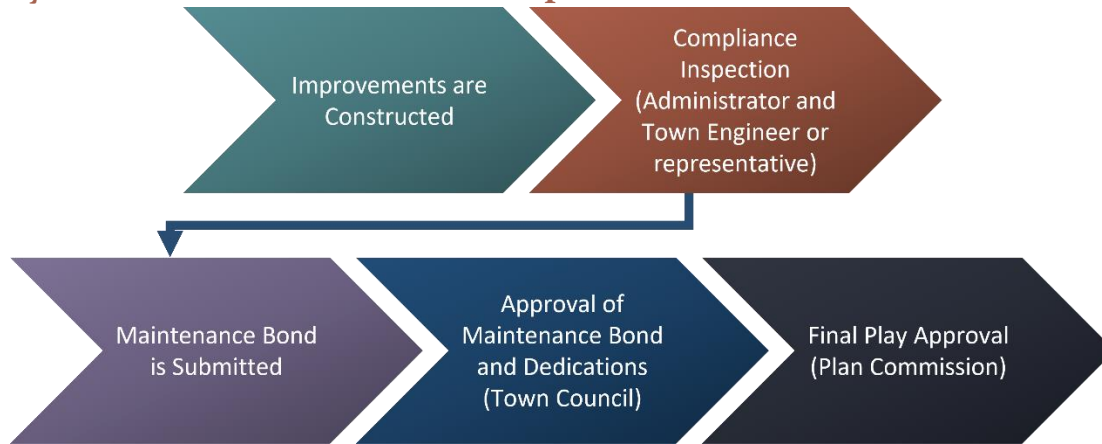 Improvements are
Constructed
Compliance
Inspection
(Administrator and
Town Engineer or
representative)
Maintenance Bond
is Submitted
Approval of
Maintenance Bond
and Dedications
(Town Council)
Final Play Approval
(Plan Commission)